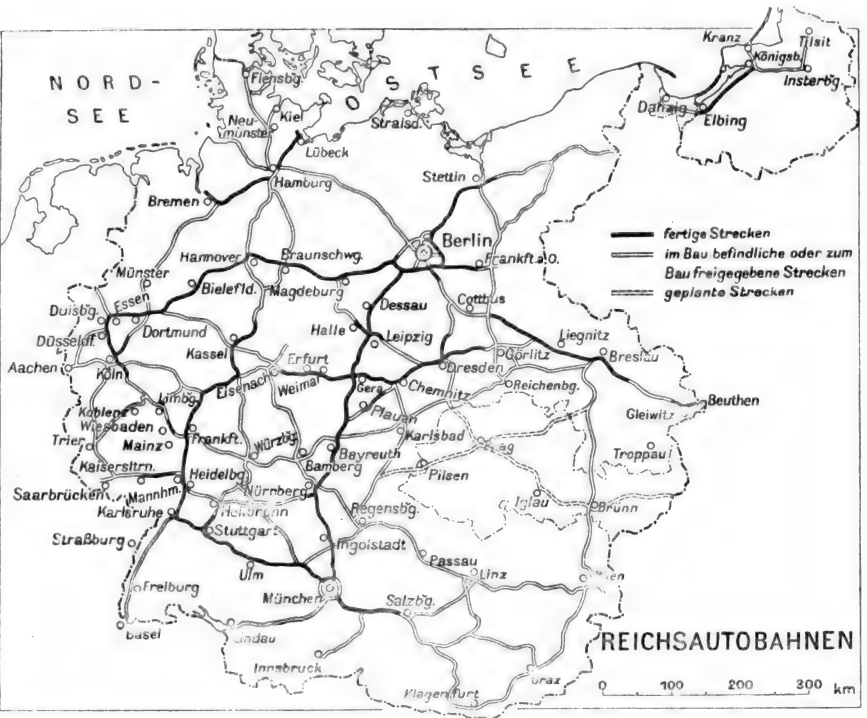 NORD-
SEE
OSTSEE
Kranz
Tilsit
Königsb.
Insterbg.
Danzig
Elbing
Flensbg.
Kiel
Neu-
münster
Lübeck
Stralsd.
Hamburg
Stettin
Bremen
Berlin
fertige Strecken
im Bau befindliche oder zum
Bau freigegebene Strecken
geplante Strecken
Hannover
Braunschwg.
Frankft.a.O.
Münster
Bielefld.
Magdeburg
Dessau
Cottbus
Duisbg.
Essen
Dortmund
Halle
Leipzig
Liegnitz
Düsseldf.
Kassel
Görlitz
Breslau
Aachen
Köln
Eisenach
Erfurt
Weimar
Gera
Chemnitz
Dresden
Reichenbg.
Limbg.
Koblenz
Wiesbaden
Plauen
Gleiwitz
Beuthen
Trier
Mainz
Frankft.
Würzbg.
Karlsbad
Troppau
Kaisersltrn.
Heidelbg.
Bamberg
Bayreuth
Pilsen
Saarbrücken
Mannhm.
Nürnberg
Iglau
Brünn
Karlsruhe
Heilbronn
Regensbg.
Straßburg
Stuttgart
Ingolstadt
Passau
Linz
Freiburg
Ulm
München
Salzbg.
Basel
Innsbruck
Klagenfurt
REICHSAUTOBAHNEN
0 100 200 300 km